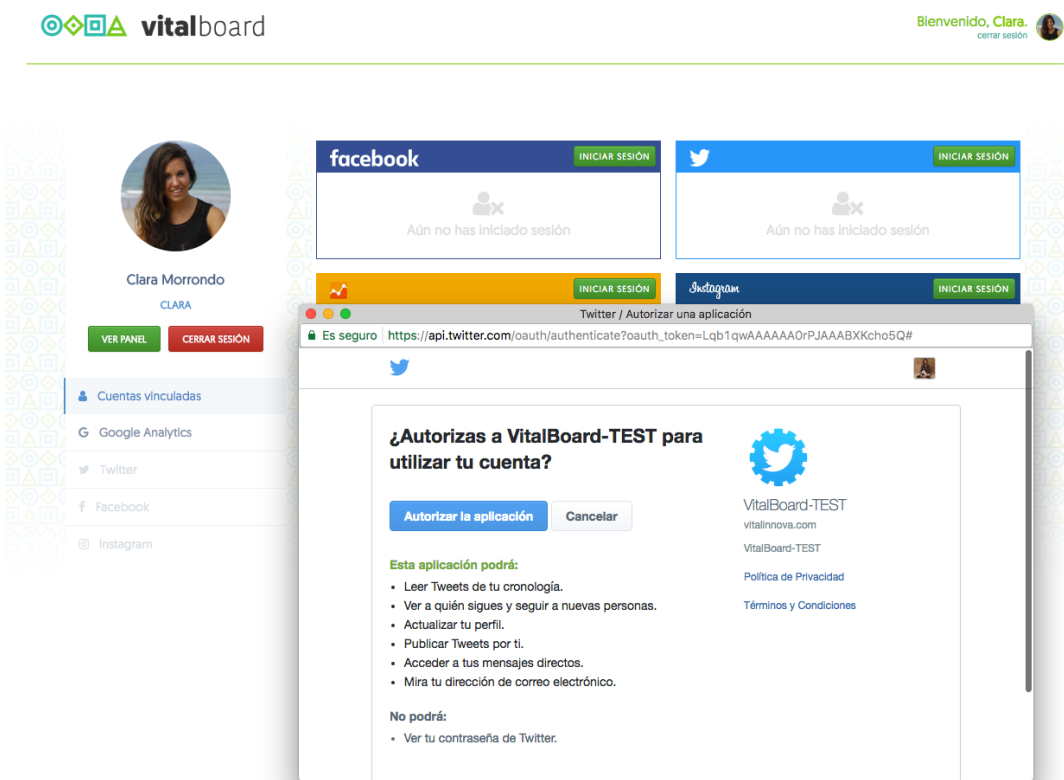 vitalboard
Bienvenido, Clara.
cerrar sesión
facebook
INICIAR SESIÓN
Aún no has iniciado sesión
INICIAR SESIÓN
Aún no has iniciado sesión
INICIAR SESIÓN
Instagram
INICIAR SESIÓN
Clara Morrondo
CLARA
VER PANEL
CERRAR SESIÓN
Cuentas vinculadas
Google Analytics
Twitter
Facebook
Instagram
Twitter / Autorizar una aplicación
Es seguro https://api.twitter.com/oauth/authenticate?oauth_token=Lqb1qwAAAAAA0rPJAAABXKcho5Q#
¿Autorizas a VitalBoard-TEST para
utilizar tu cuenta?
Autorizar la aplicación
Cancelar
Esta aplicación podrá:
• Leer Tweets de tu cronología.
• Ver a quién sigues y seguir a nuevas personas.
• Actualizar tu perfil.
• Publicar Tweets por ti.
• Acceder a tus mensajes directos.
• Mira tu dirección de correo electrónico.
No podrá:
• Ver tu contraseña de Twitter.
VitalBoard-TEST
vitalinnova.com
VitalBoard-TEST
Política de Privacidad
Términos y Condiciones